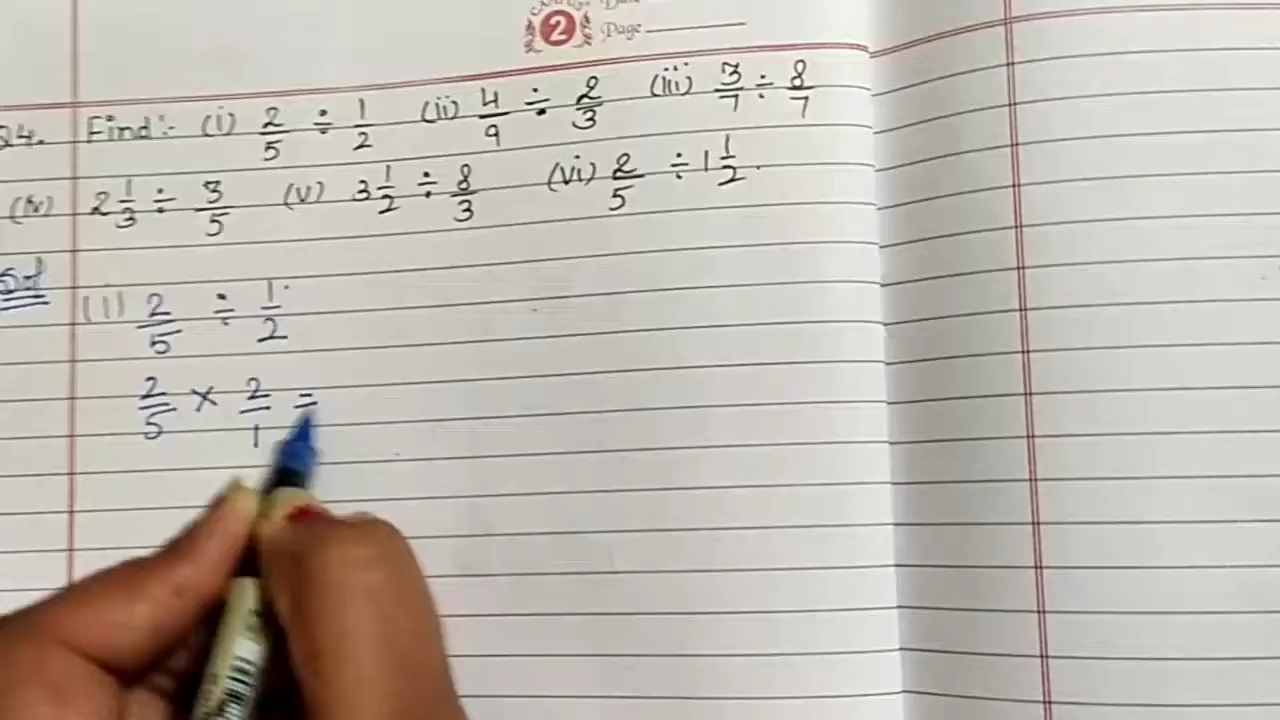 2
Page
24. Find:- (i) 2/5 ÷ 1/2 (ii) 4/9 ÷ 2/3 (iii) 3/7 ÷ 8/7
(iv) 2 1/3 ÷ 3/5 (v) 3 1/2 ÷ 8/3 (vi) 2/5 ÷ 1 1/2.
Sol (i) 2/5 ÷ 1/2
2/5 × 2/1 =